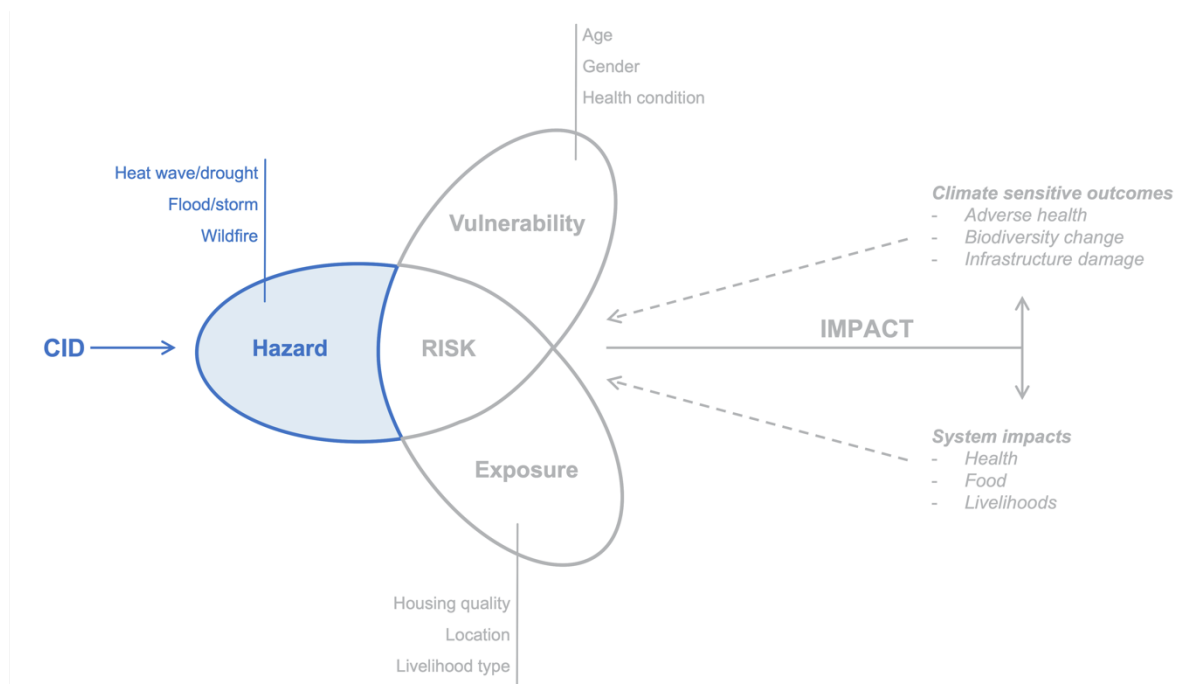 Age
Gender
Health condition
Heat wave/drought
Flood/storm
Wildfire
Vulnerability
Climate sensitive outcomes
- Adverse health
- Biodiversity change
- Infrastructure damage
CID
Hazard
RISK
IMPACT
Exposure
System impacts
- Health
- Food
- Livelihoods
Housing quality
Location
Livelihood type